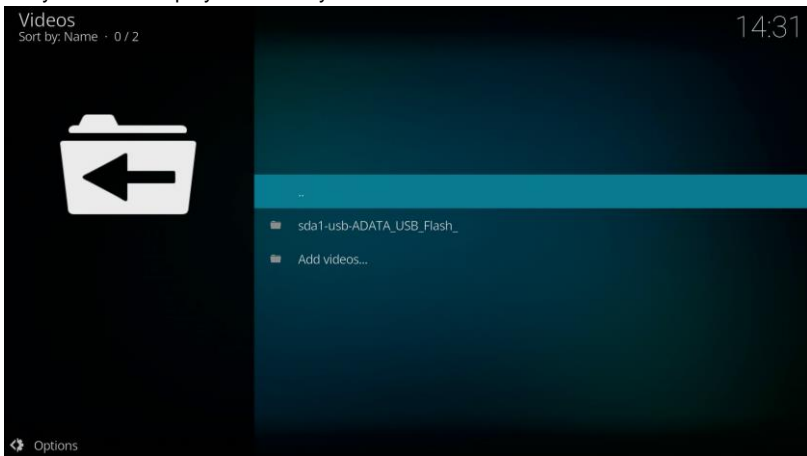 Videos
Sort by: Name · 0 / 2
14:31
..
sda1-usb-ADATA_USB_Flash_
Add videos...
Options